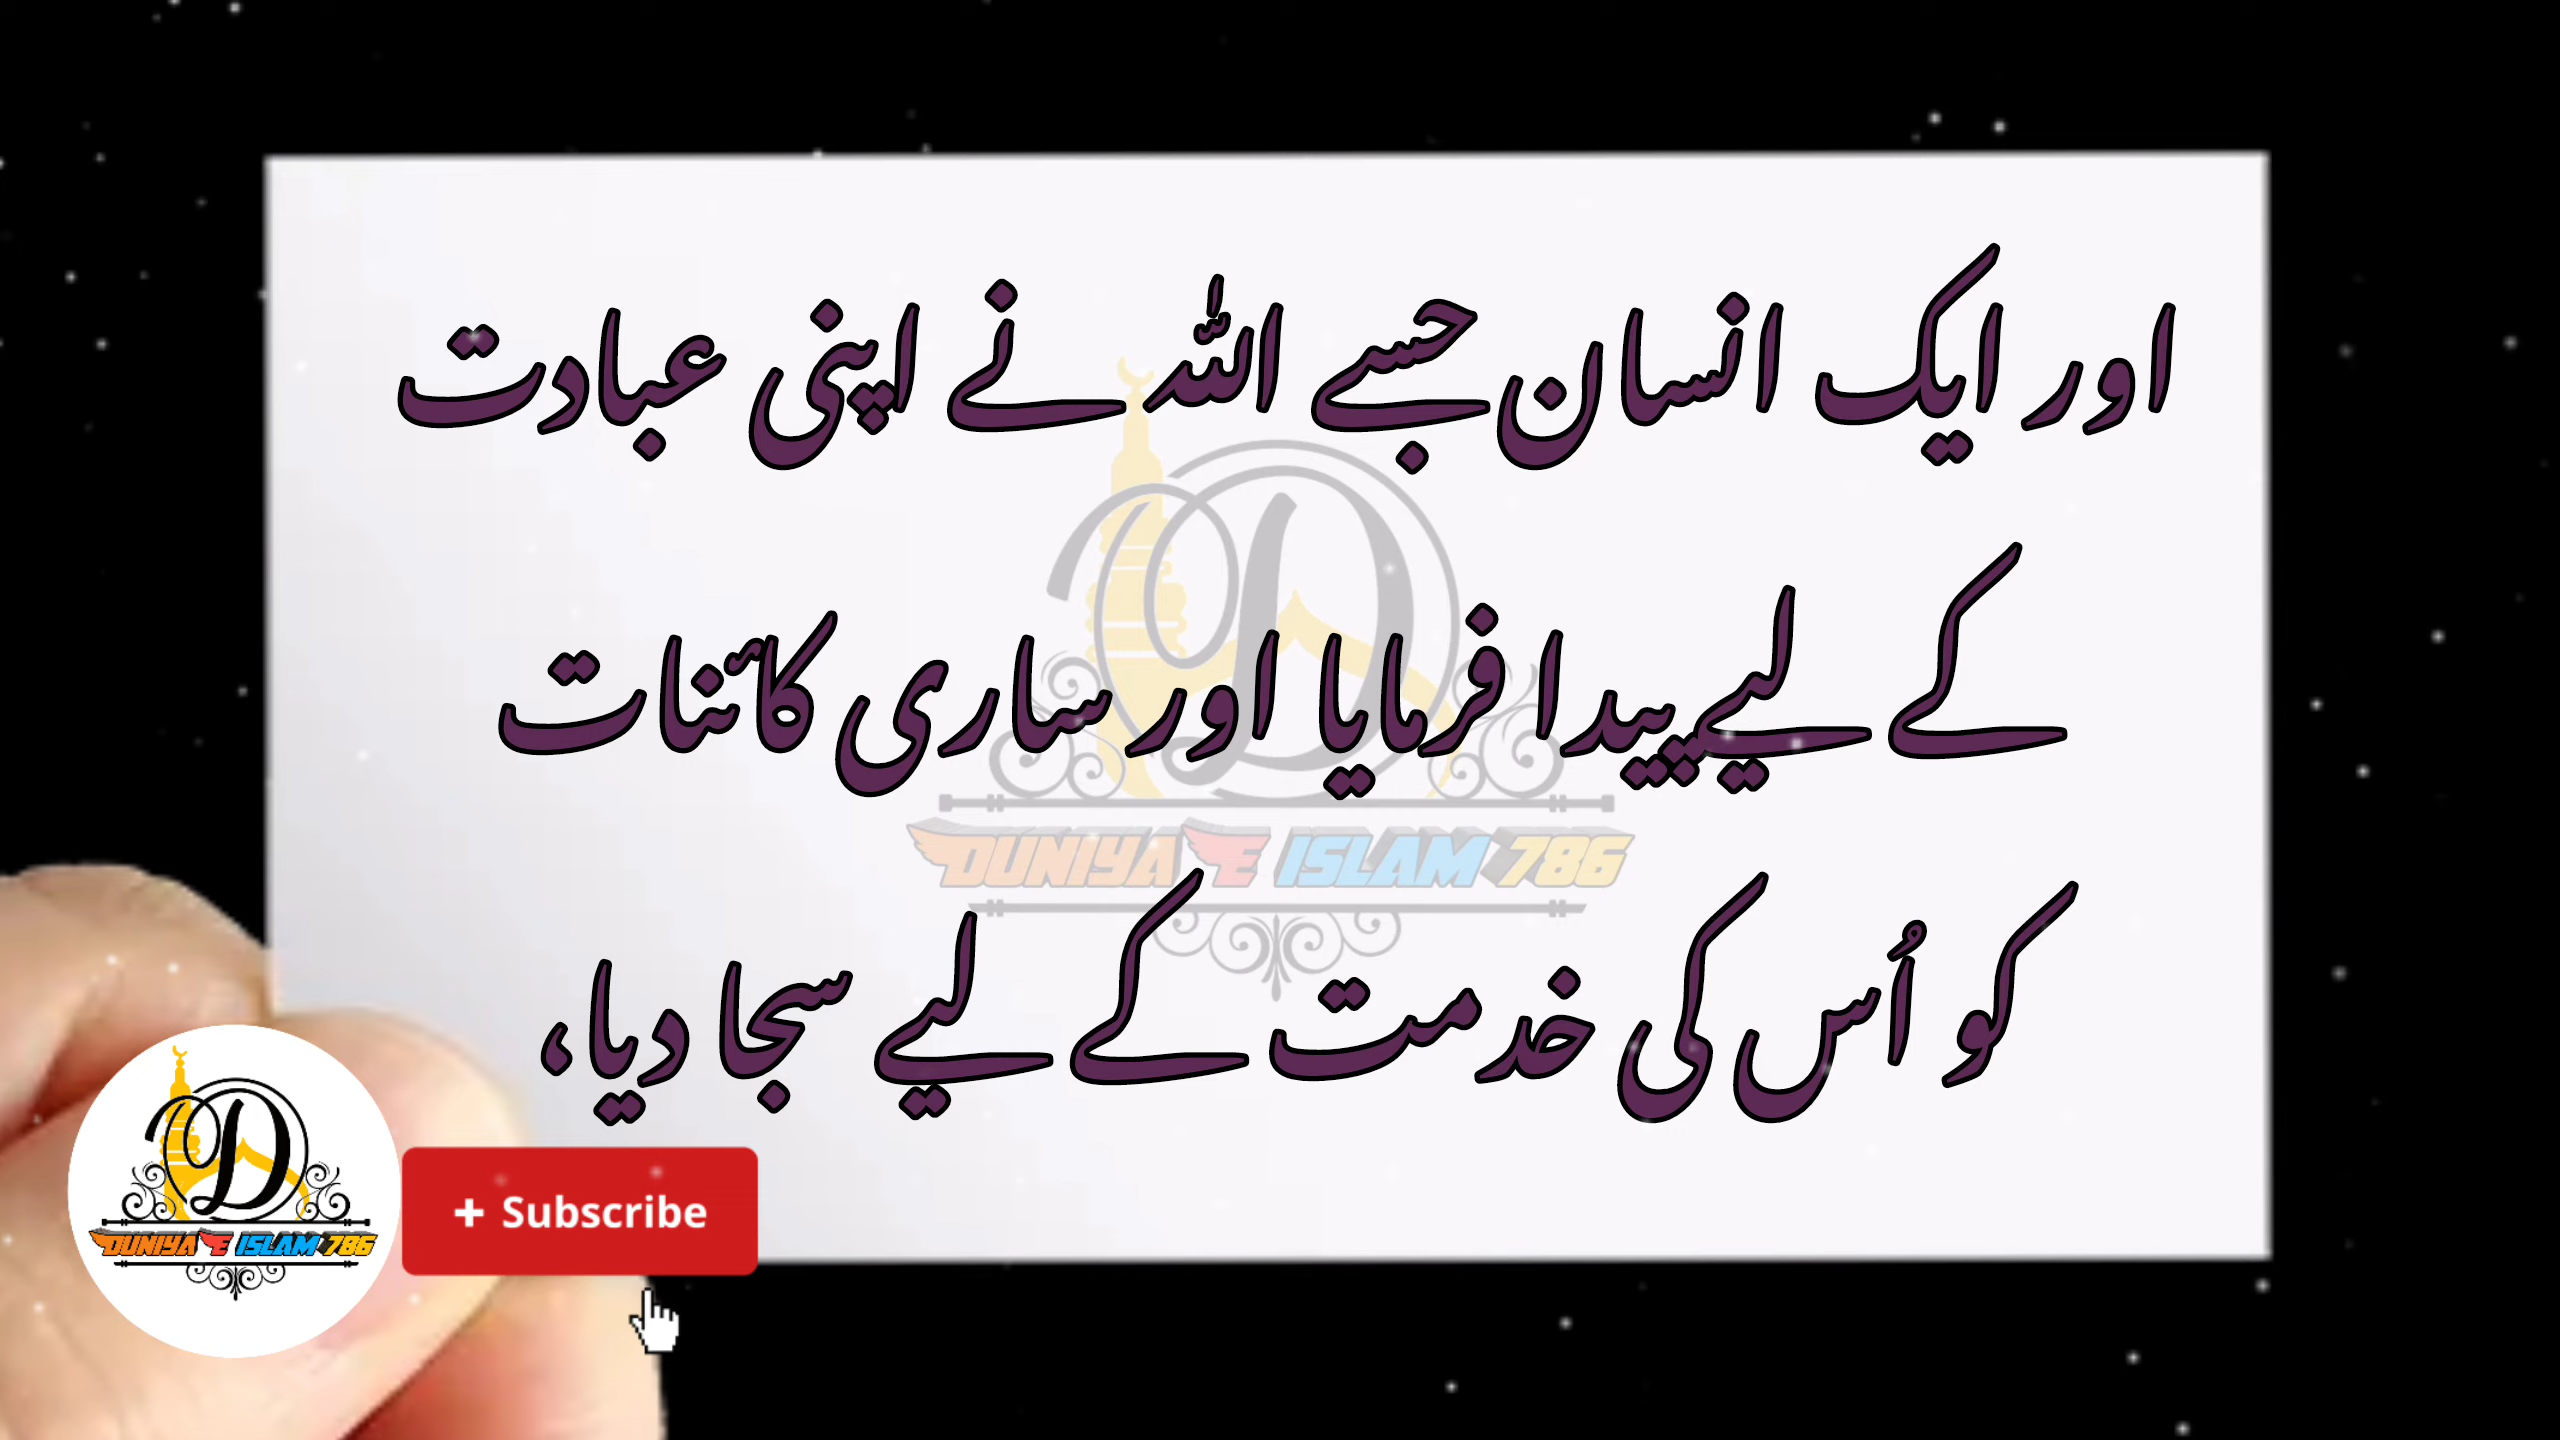 اور ایک انسان جسے اللہ نے اپنی عبادت
کے لیے پیدا فرمایا اور ساری کائنات
کو اُس کی خدمت کے لیے سجا دیا،
DUNIYA E ISLAM 786
D
DUNIYA E ISLAM 786
D
+ Subscribe